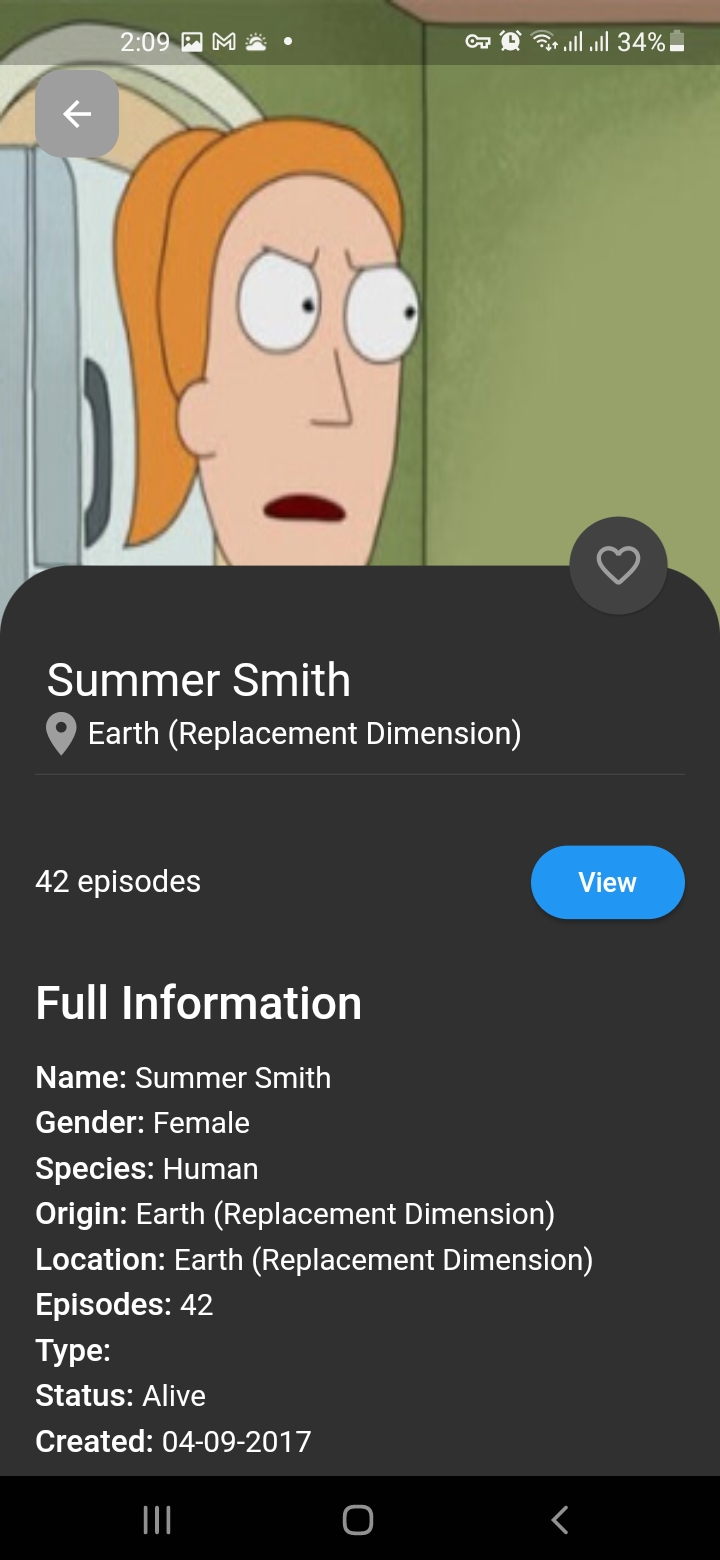 2:09
34%
Summer Smith
Earth (Replacement Dimension)
42 episodes
View
Full Information
Name: Summer Smith
Gender: Female
Species: Human
Origin: Earth (Replacement Dimension)
Location: Earth (Replacement Dimension)
Episodes: 42
Type:
Status: Alive
Created: 04-09-2017